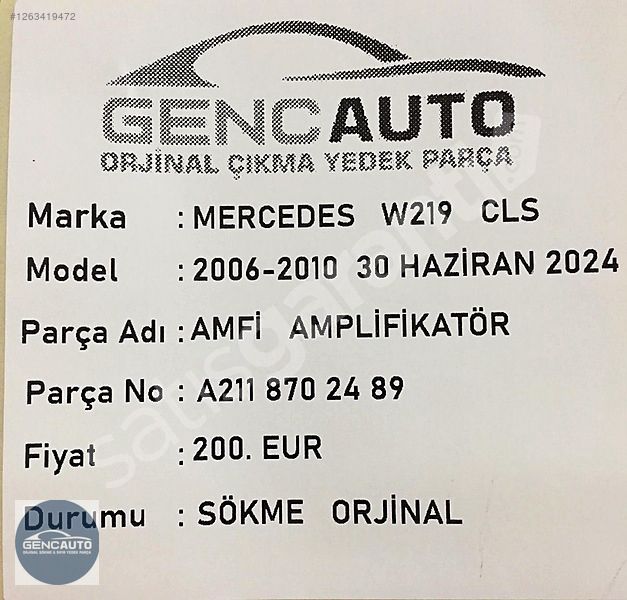 #1263419472
GENCAUTO
ORJİNAL ÇIKMA YEDEK PARÇA
Marka : MERCEDES W219 CLS
Model : 2006-2010 30 HAZİRAN 2024
Parça Adı : AMFİ AMPLİFİKATÖR
Parça No : A211 870 24 89
Fiyat : 200. EUR
Durumu : SÖKME ORJİNAL
GENCAUTO